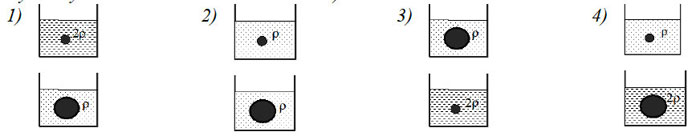 1) 2ρ 2) ρ 3) ρ 4) ρ
ρ ρ 2ρ 2ρ